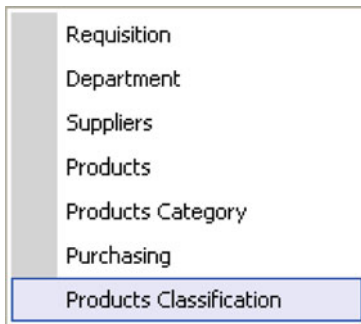 Requisition
Department
Suppliers
Products
Products Category
Purchasing
Products Classification